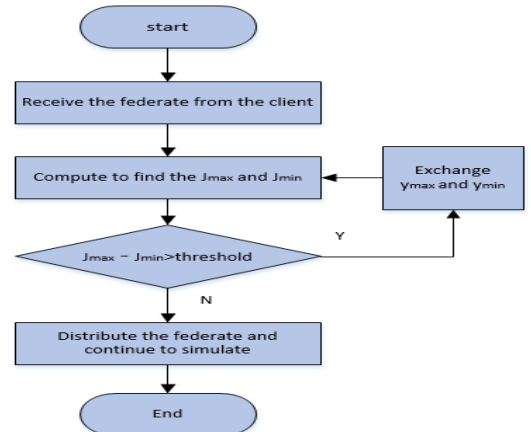 start
Receive the federate from the client
Compute to find the Jmax and Jmin
Exchange
ymax and ymin
Jmax - Jmin>threshold
Y
N
Distribute the federate and
continue to simulate
End